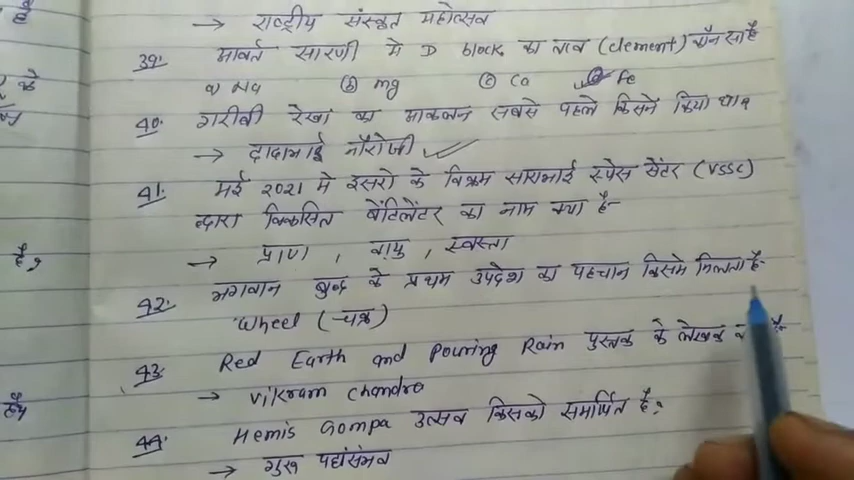 → राष्ट्रीय संस्कृत महोत्सव
39. आवर्त सारणी मे D block का तत्व (element) कौन सा है
a) Na (b) mg (c) Ca (d) Fe
40. गरीबी रेखा का आकलन सबसे पहले किसने किया था
→ दादाभाई नौरोजी
41. मई 2021 मे इसरो के विक्रम साराभाई स्पेस सेंटर (VSSC)
द्वारा विकसित वेंटिलेंटर का नाम क्या है-
→ प्राण, वायु, स्वस्ता
42. भगवान बुद्ध के प्रथम उपदेश का पहचान किसमे मिलता है-
Wheel (चक्र)
43. Red Earth and Pouring Rain पुस्तक के लेखक है-
→ Vikram Chandra
44. Hemis Gompa उत्सव किसको समर्पित है?
→ गुरु पद्मसंभव